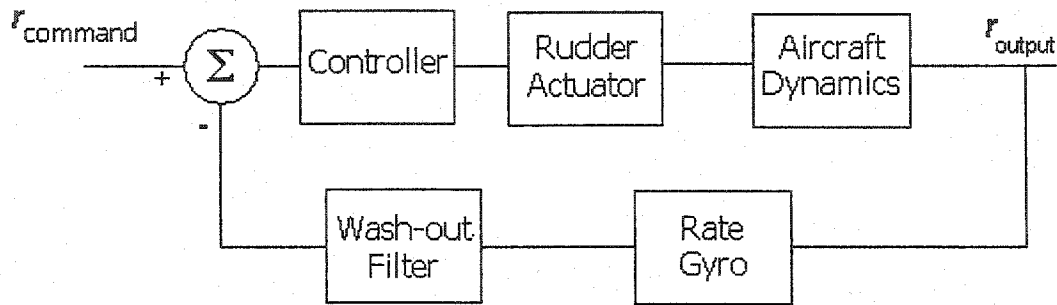 r command
r output
+
Σ
-
Controller
Rudder
Actuator
Aircraft
Dynamics
Wash-out
Filter
Rate
Gyro